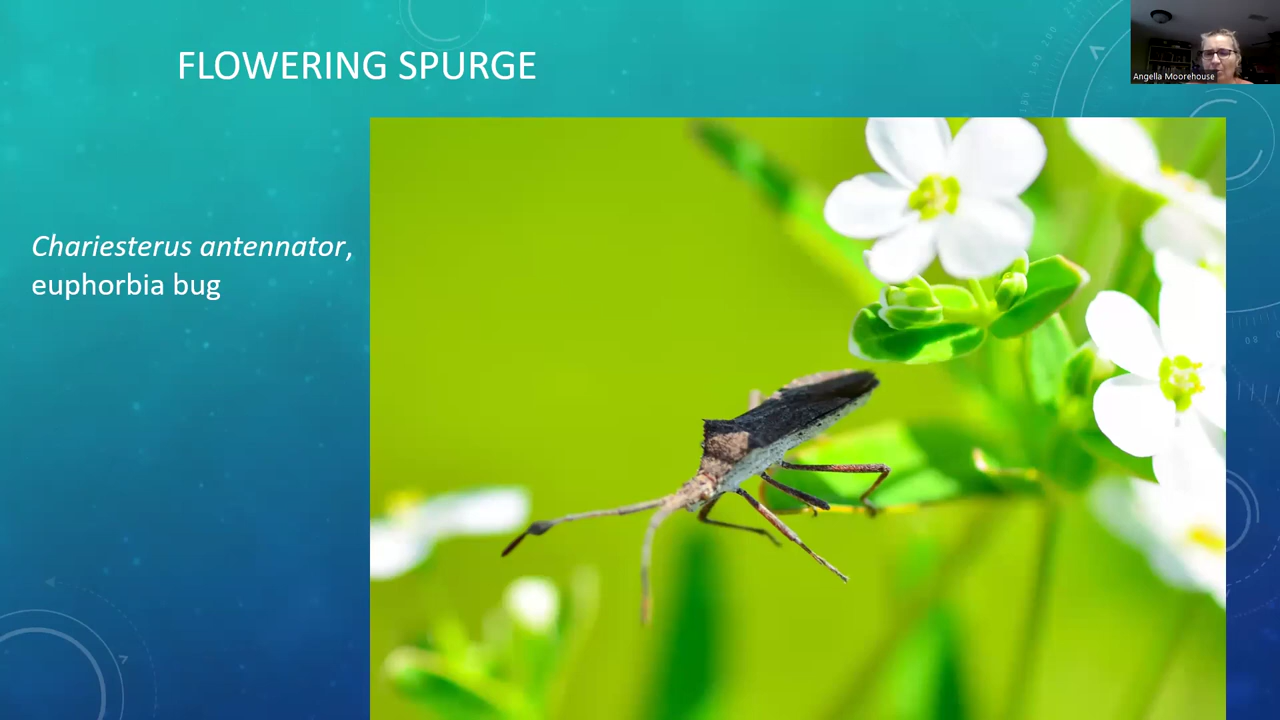 FLOWERING SPURGE
Angella Moorehouse
Chariesterus antennator,
euphorbia bug